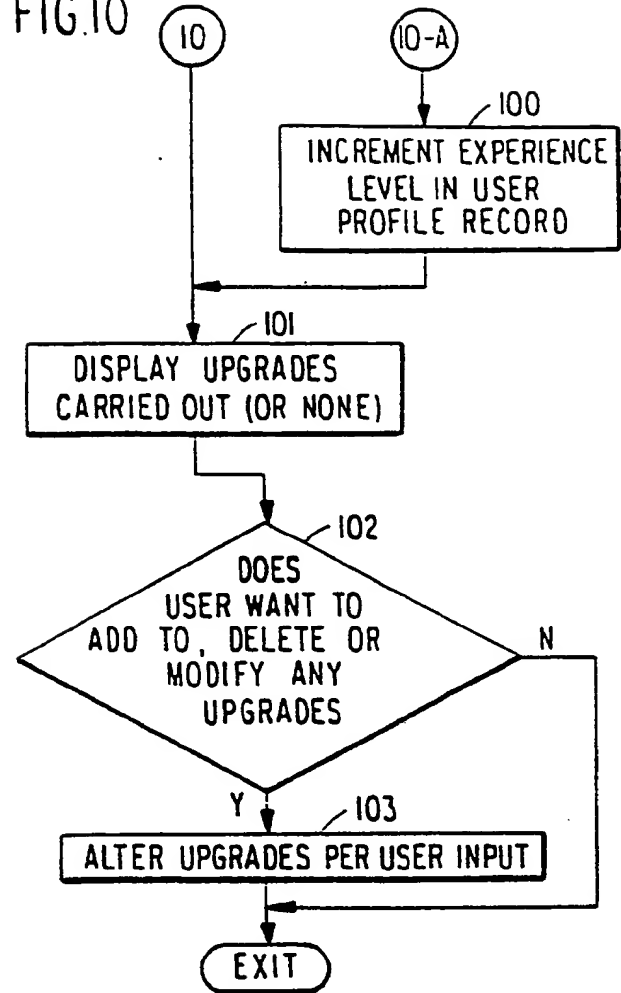 FIG.10
10
10-A
100
INCREMENT EXPERIENCE
LEVEL IN USER
PROFILE RECORD
101
DISPLAY UPGRADES
CARRIED OUT (OR NONE)
102
DOES
USER WANT TO
ADD TO, DELETE OR
MODIFY ANY
UPGRADES
N
Y
103
ALTER UPGRADES PER USER INPUT
EXIT